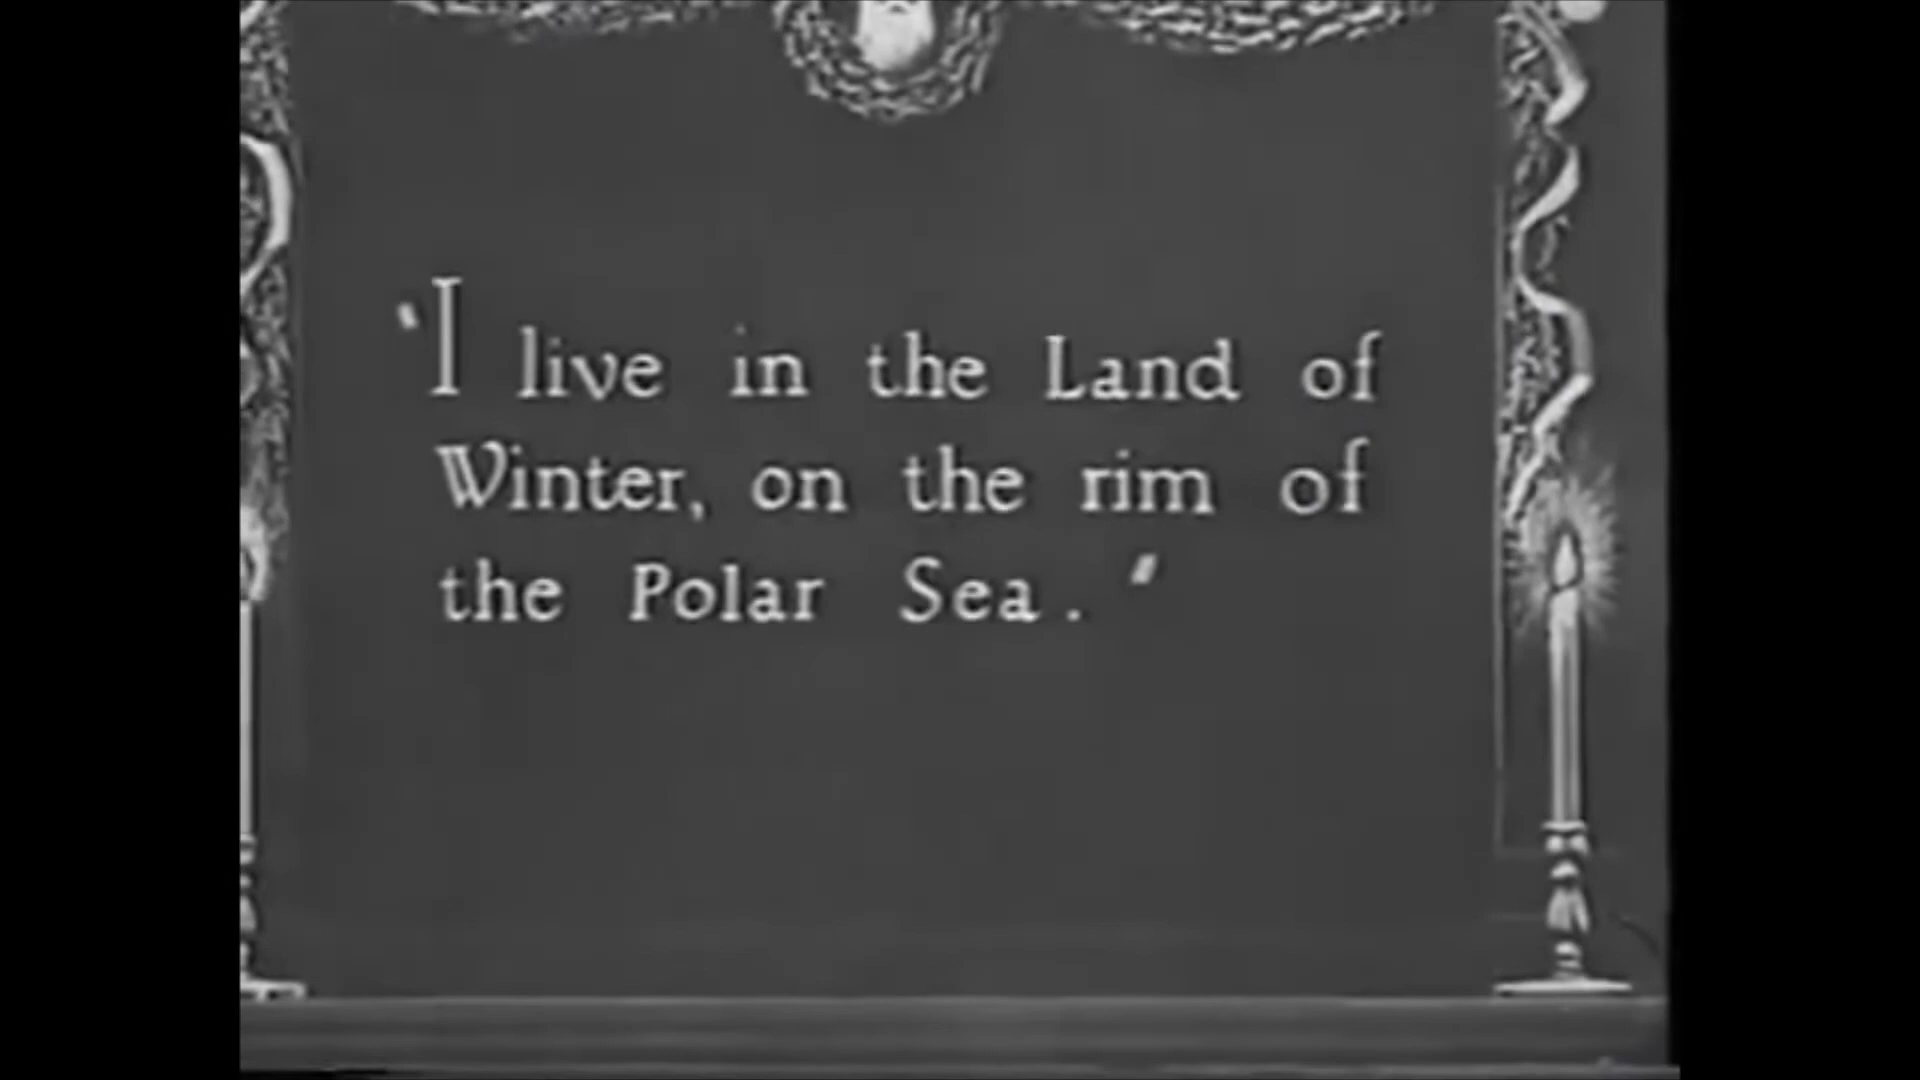 'I live in the Land of
Winter, on the rim of
the Polar Sea.'